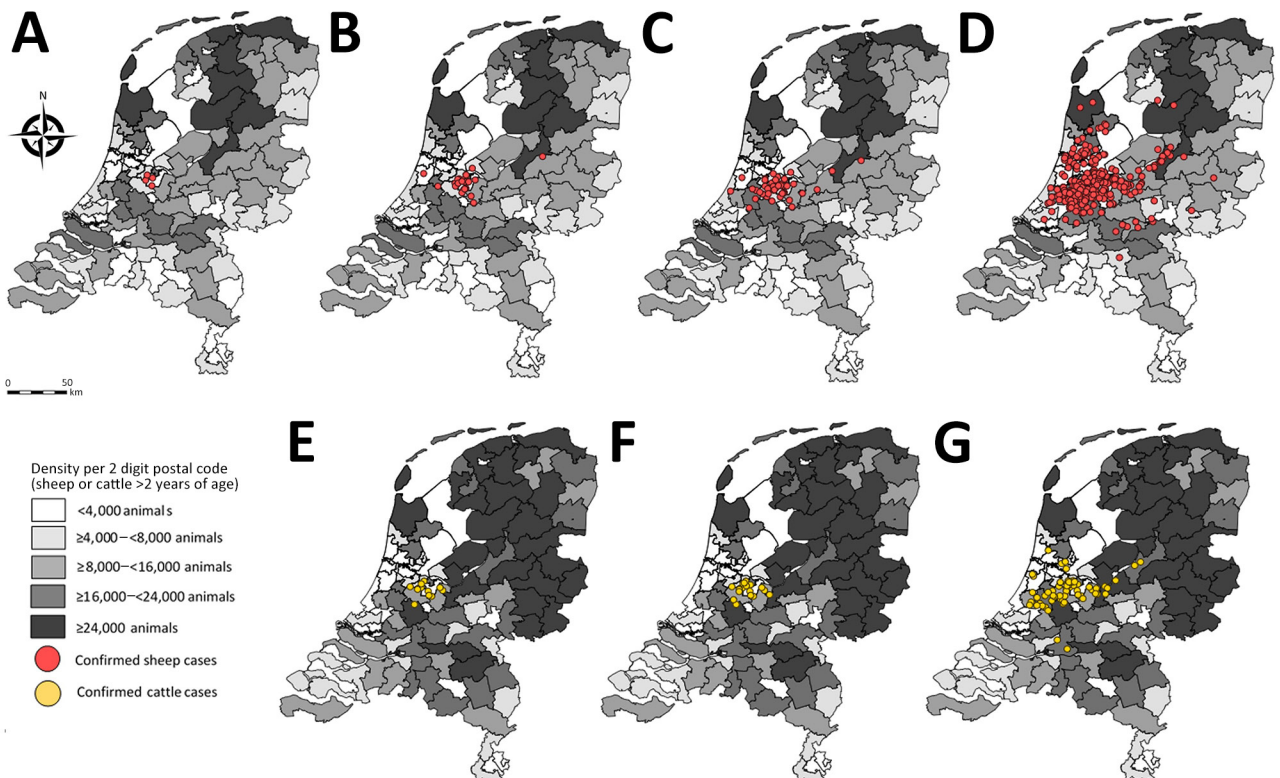 A
B
C
D
N
0 50
km
E
F
G
Density per 2 digit postal code
(sheep or cattle >2 years of age)
<4,000 animals
≥4,000−<8,000 animals
≥8,000−<16,000 animals
≥16,000−<24,000 animals
≥24,000 animals
Confirmed sheep cases
Confirmed cattle cases